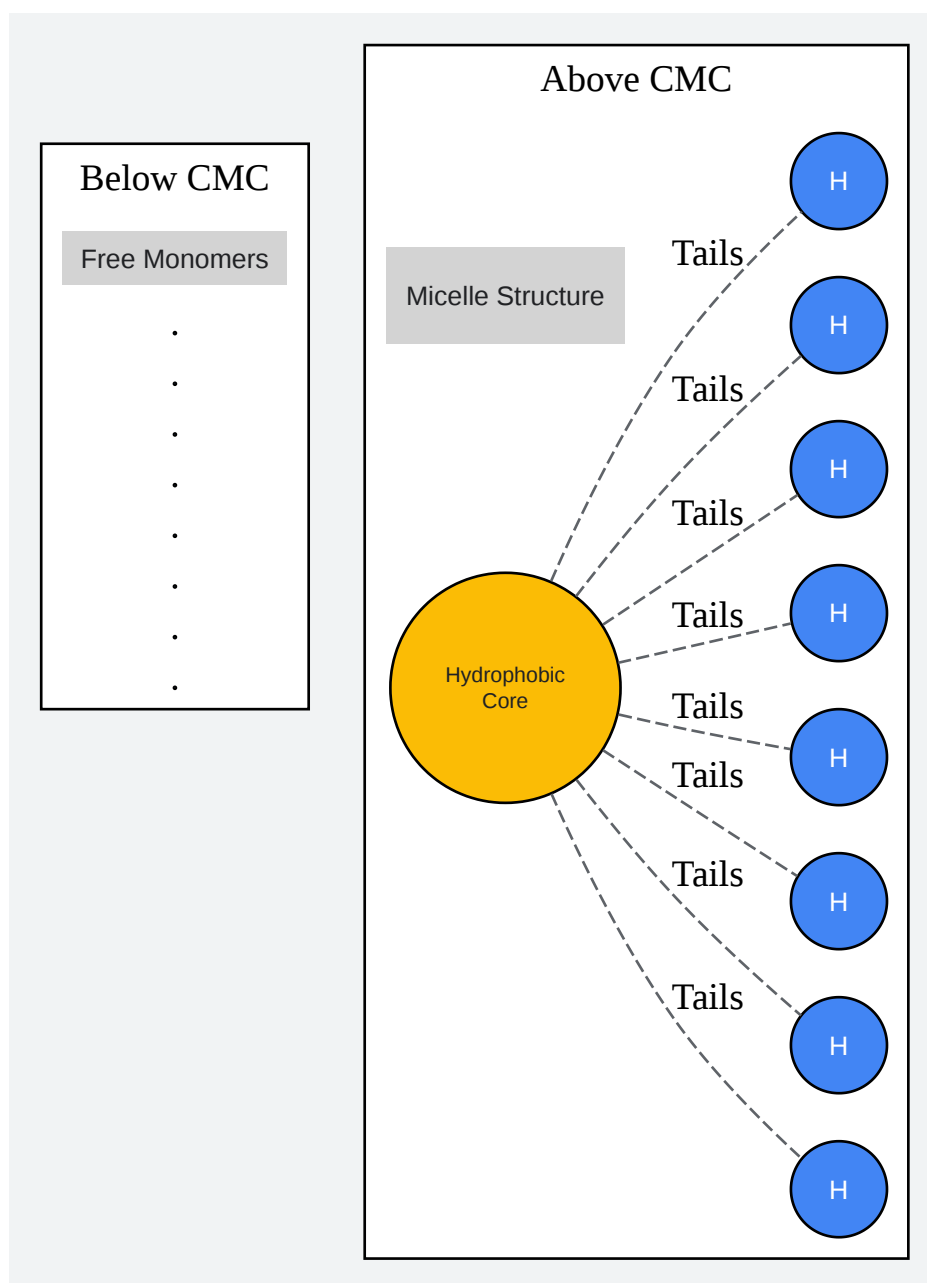 Below CMC
Free Monomers
Above CMC
Micelle Structure
Hydrophobic
Core
Tails
Tails
Tails
Tails
Tails
Tails
Tails
Tails
H
H
H
H
H
H
H
H